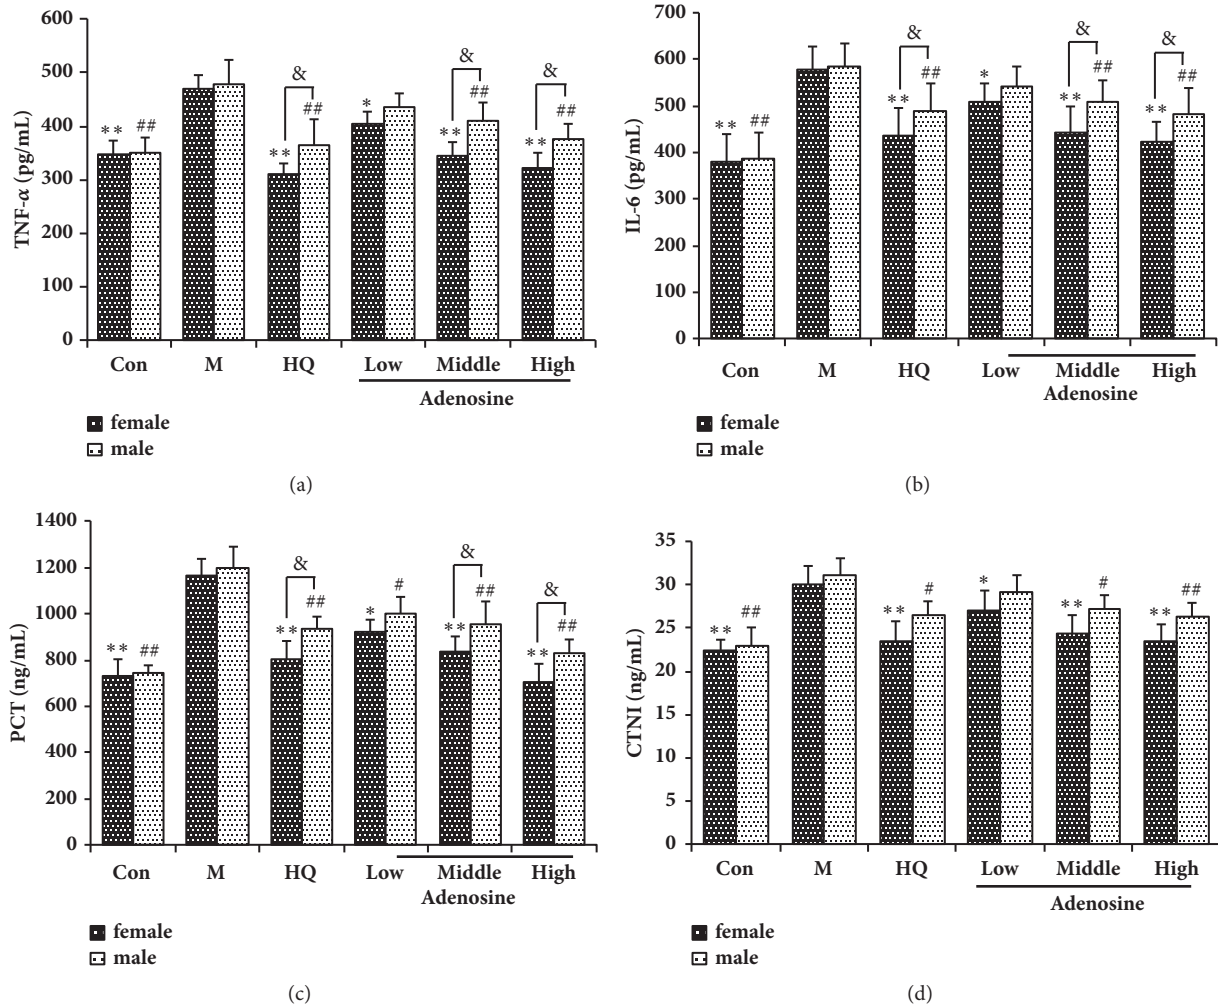 600
500
400
300
200
100
0
TNF-α (pg/mL)
** ## ** & ## * ** & ## ** & ##
Con M HQ Low Middle High
Adenosine
female
male
(a)
700
600
500
400
300
200
100
0
IL-6 (pg/mL)
** ## ** & ## * ** & ## ** & ##
Con M HQ Low Middle High
Adenosine
female
male
(b)
1400
1200
1000
800
600
400
200
0
PCT (ng/mL)
** ## ** & ## * # ** & ## ** & ##
Con M HQ Low Middle High
Adenosine
female
male
(c)
35
30
25
20
15
10
5
0
CTNI (ng/mL)
** ## ** # * ** # ** ##
Con M HQ Low Middle High
Adenosine
female
male
(d)